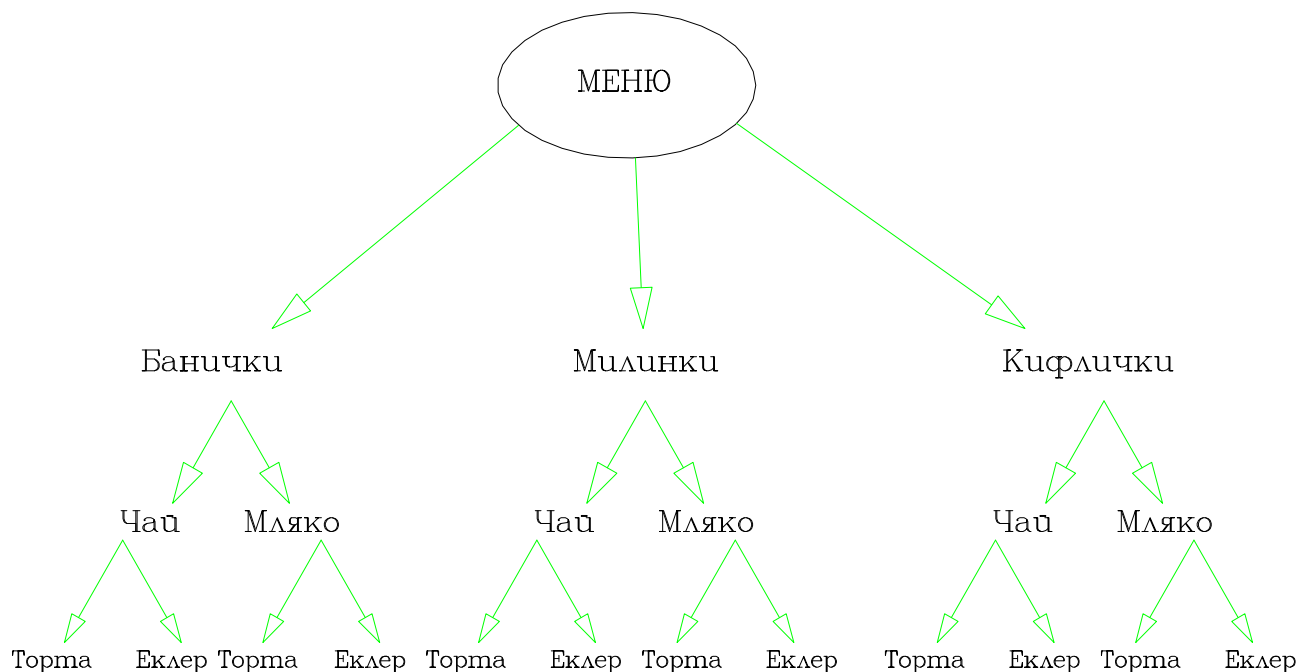 МЕНЮ
Банички Милинки Кифлички
Чай Мляко Чай Мляко Чай Мляко
Торта Еклер Торта Еклер Торта Еклер Торта Еклер Торта Еклер Торта Еклер